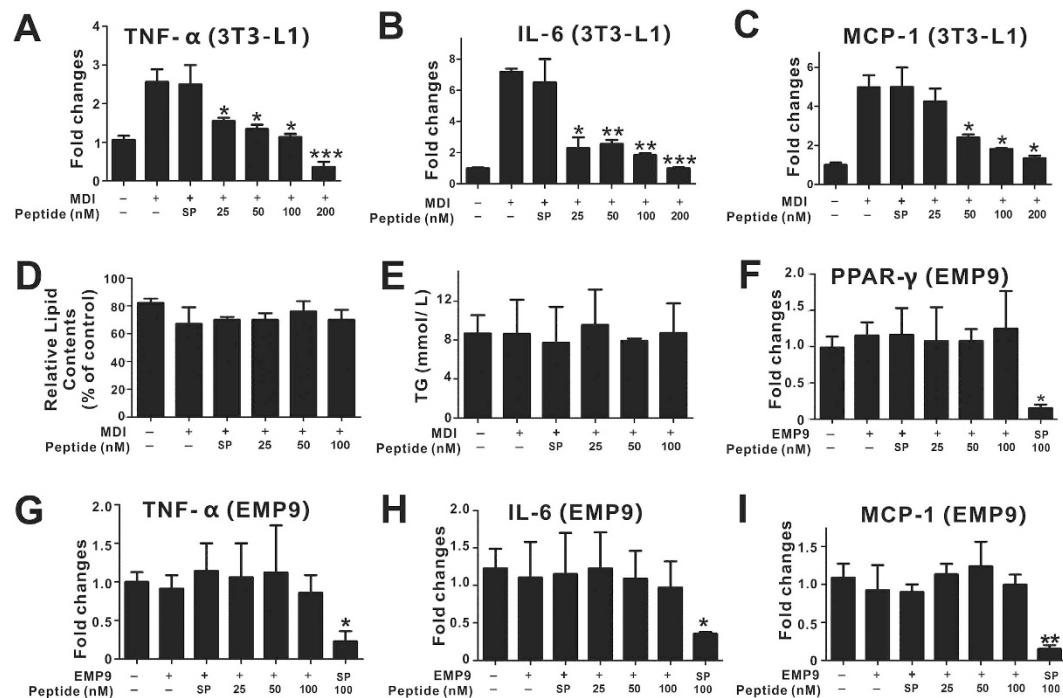 A TNF- α (3T3-L1)
Fold changes
4
3
2
1
0
– + + + + + +
MDI
Peptide (nM) – – SP 25 50 100 200
* * * ***
B IL-6 (3T3-L1)
Fold changes
8
6
4
2
0
– + + + + + +
MDI
Peptide (nM) – – SP 25 50 100 200
* ** ** ***
C MCP-1 (3T3-L1)
Fold changes
6
4
2
0
– + + + + + +
MDI
Peptide (nM) – – SP 25 50 100 200
* * *
D
Relative Lipid
Contents
(% of control)
100
80
60
40
20
0
MDI – + + + + +
Peptide (nM) – – SP 25 50 100
E
TG (mmol/ L)
12
8
4
0
MDI – + + + + +
Peptide (nM) – – SP 25 50 100
F PPAR-γ (EMP9)
Fold changes
2.0
1.5
1.0
0.5
0.0
*
EMP9 – + + + + + SP
Peptide (nM) – – SP 25 50 100 100
G TNF- α (EMP9)
Fold changes
2.0
1.5
1.0
0.5
0.0
*
EMP9 – + + + + + SP
Peptide (nM) – – SP 25 50 100 100
H IL-6 (EMP9)
Fold changes
2.0
1.5
1.0
0.5
0.0
*
EMP9 – + + + + + SP
Peptide (nM) – – SP 25 50 100 100
I MCP-1 (EMP9)
Fold changes
2.0
1.5
1.0
0.5
0.0
**
EMP9 – + + + + + SP
Peptide (nM) – – SP 25 50 100 100